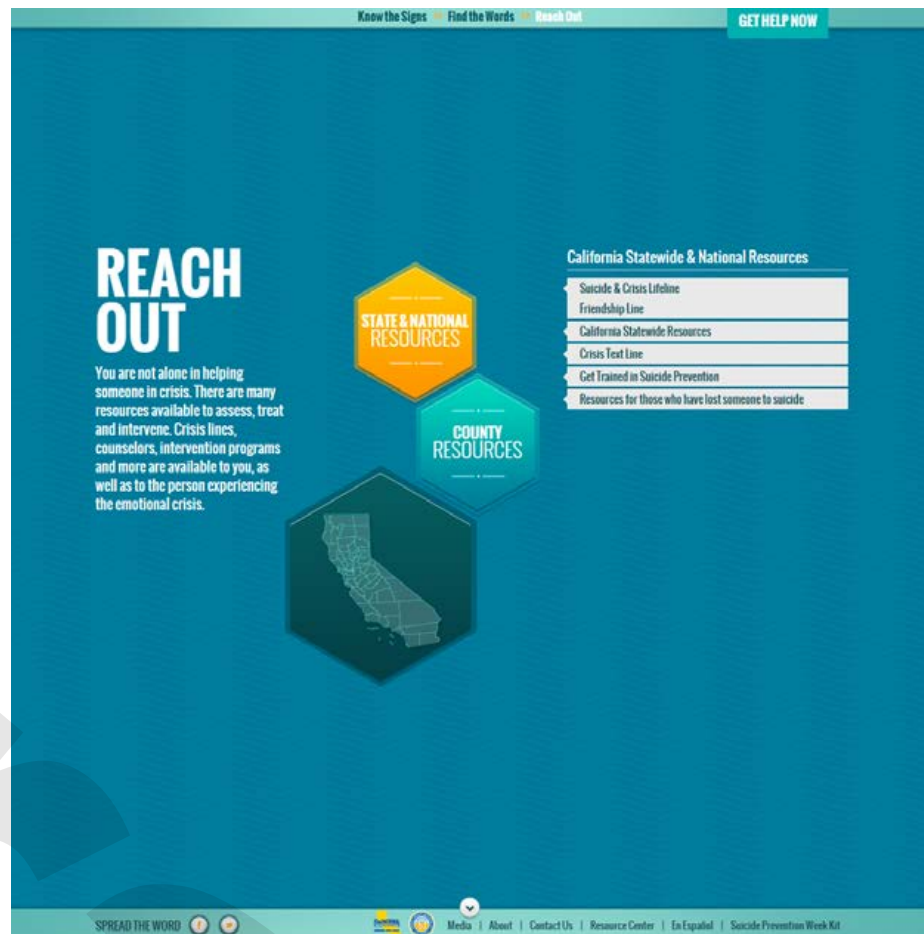 Know the Signs >> Find the Words >> Reach Out
GET HELP NOW
REACH
OUT
You are not alone in helping
someone in crisis. There are many
resources available to assess, treat
and intervene. Crisis lines,
counselors, intervention programs
and more are available to you, as
well as to the person experiencing
the emotional crisis.
STATE & NATIONAL
RESOURCES
COUNTY
RESOURCES
California Statewide & National Resources
Suicide & Crisis Lifeline
Friendship Line
California Statewide Resources
Crisis Text Line
Get Trained in Suicide Prevention
Resources for those who have lost someone to suicide
SPREAD THE WORD
Media | About | Contact Us | Resource Center | En Español | Suicide Prevention Week Kit